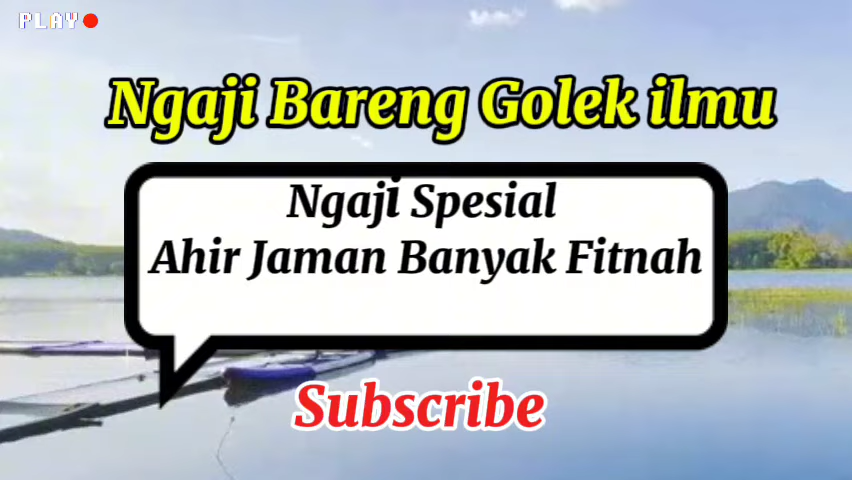 PLAY
Ngaji Bareng Golek ilmu
Ngaji Spesial
Ahir Jaman Banyak Fitnah
Subscribe